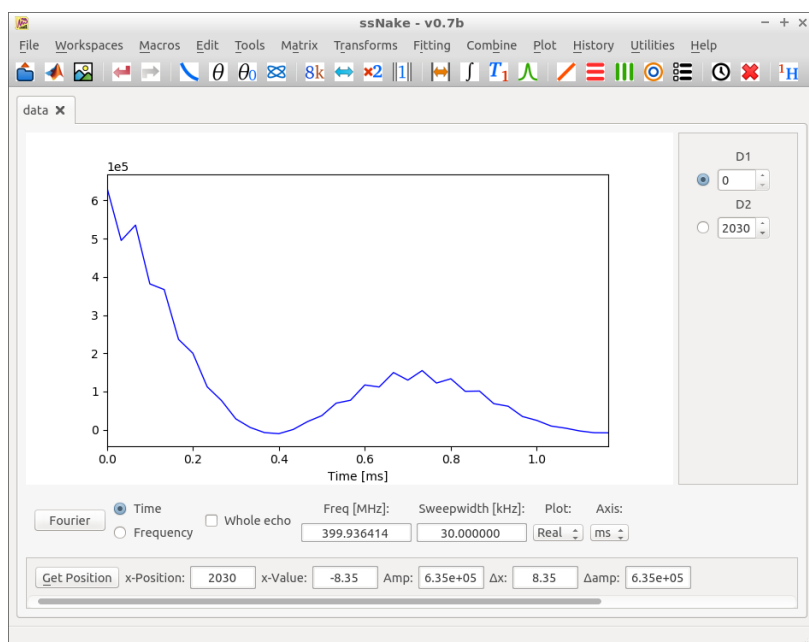 ssNake - v0.7b
File Workspaces Macros Edit Tools Matrix Transforms Fitting Combine Plot History Utilities Help
θ θ0 8k ×2 ||1|| ∫ T1 1H
data
1e5
6
5
4
3
2
1
0
0.0 0.2 0.4 0.6 0.8 1.0
Time [ms]
D1
0
D2
2030
Fourier
Time
Frequency
Whole echo
Freq [MHz]: Sweepwidth [kHz]: Plot: Axis:
399.936414 30.000000 Real ms
Get Position x-Position: 2030 x-Value: -8.35 Amp: 6.35e+05 Δx: 8.35 Δamp: 6.35e+05